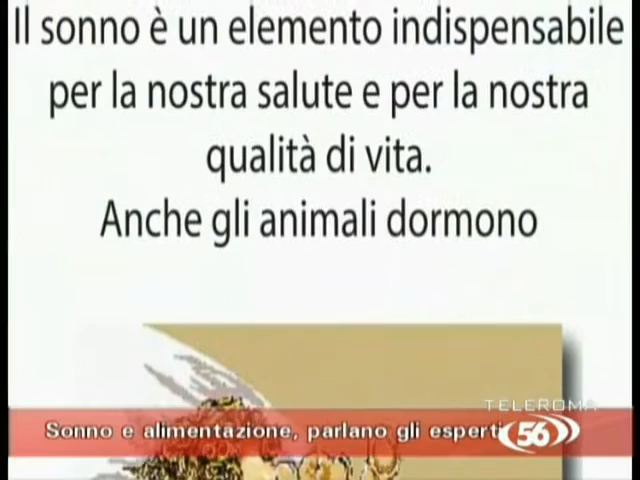 Il sonno è un elemento indispensabile
per la nostra salute e per la nostra
qualità di vita.
Anche gli animali dormono
TELEROMA
Sonno e alimentazione, parlano gli esperti
56